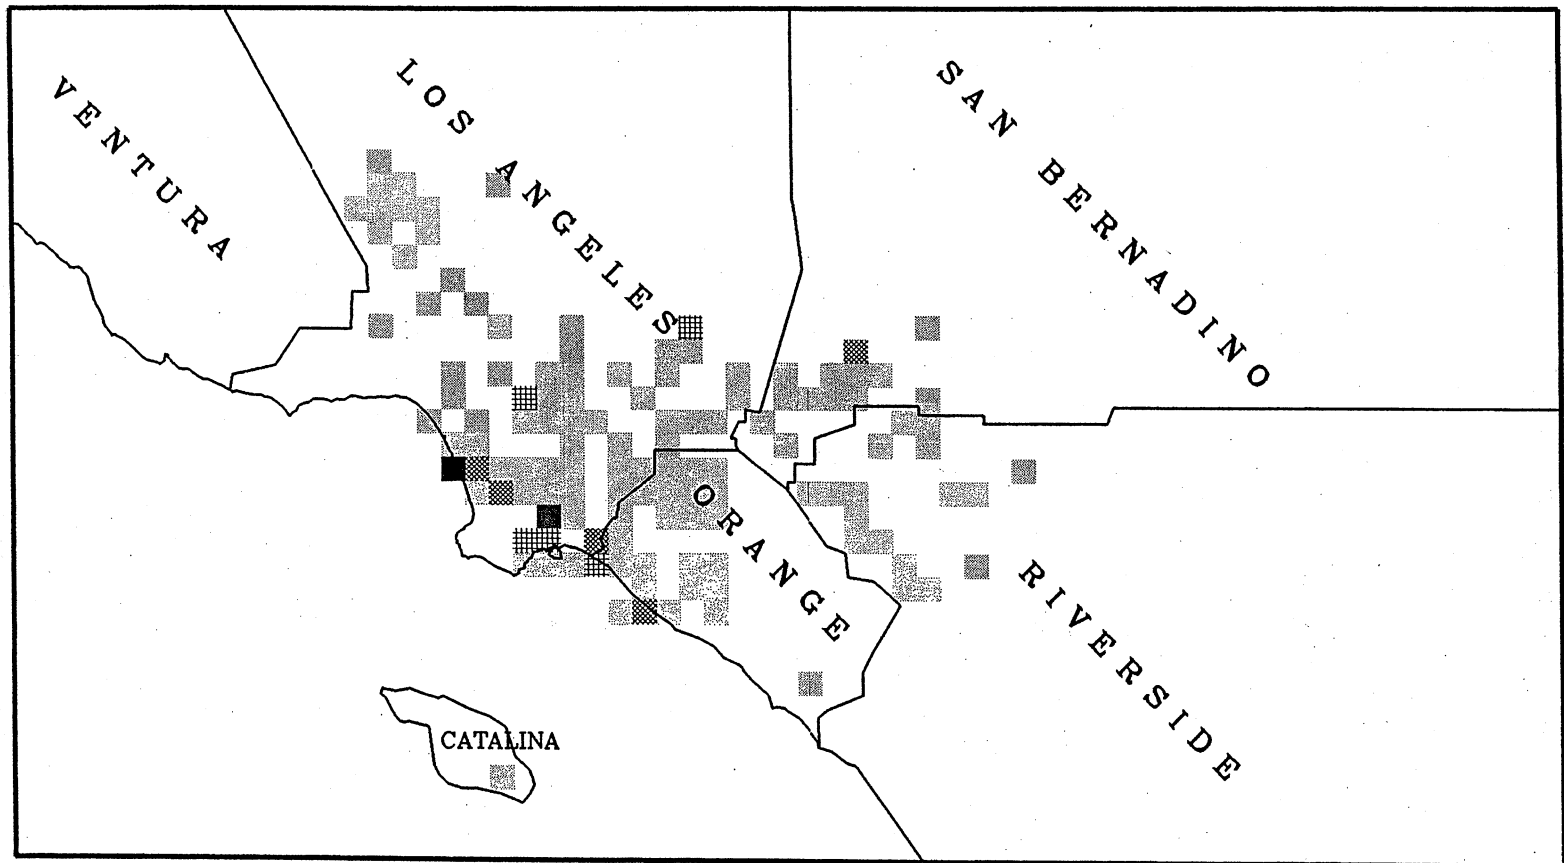 VENTURA
LOS ANGELES
SAN BERNADINO
ORANGE
RIVERSIDE
CATALINA